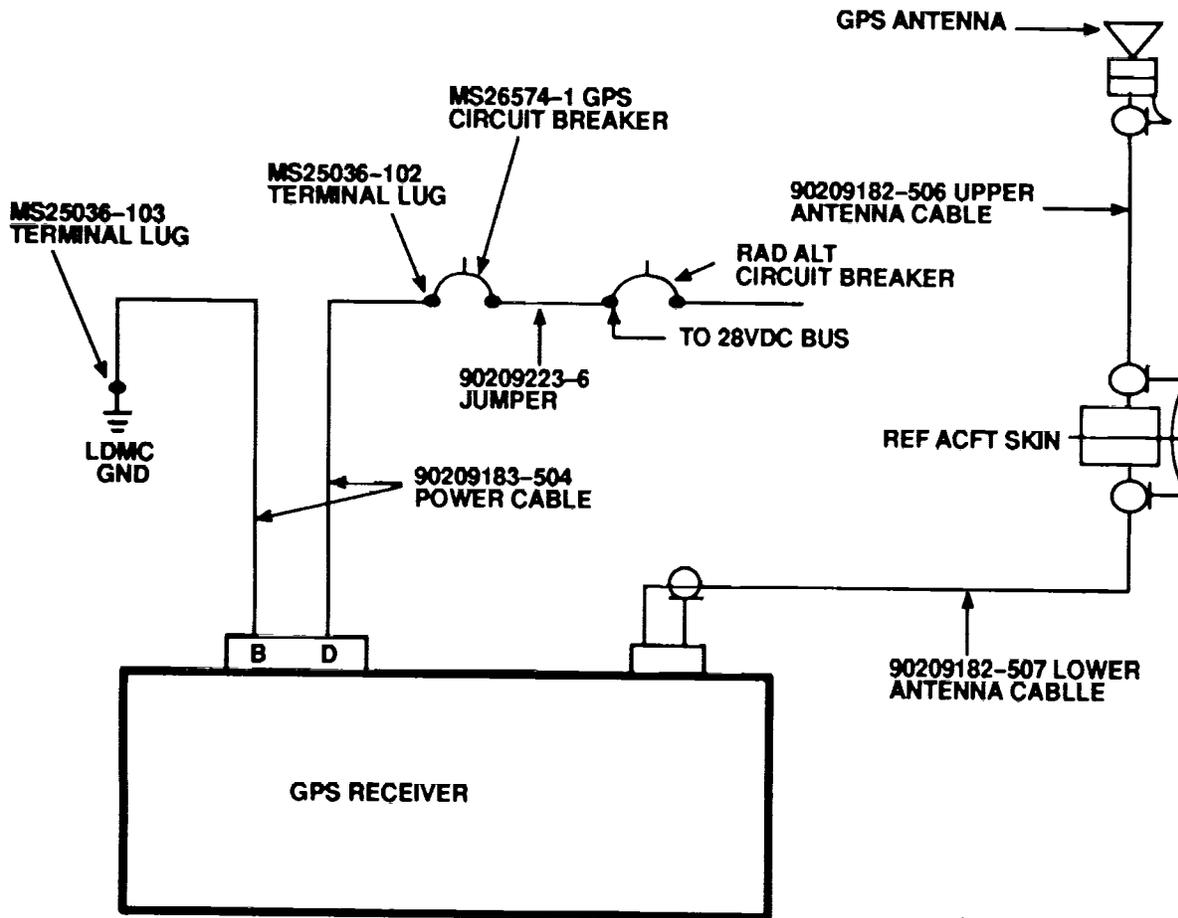 GPS ANTENNA
MS26574-1 GPS
CIRCUIT BREAKER
MS25036-102
TERMINAL LUG
90209182-506 UPPER
ANTENNA CABLE
MS25036-103
TERMINAL LUG
RAD ALT
CIRCUIT BREAKER
TO 28VDC BUS
90209223-6
JUMPER
REF ACFT SKIN
LDMC
GND
90209183-504
POWER CABLE
B D
90209182-507 LOWER
ANTENNA CABLLE
GPS RECEIVER